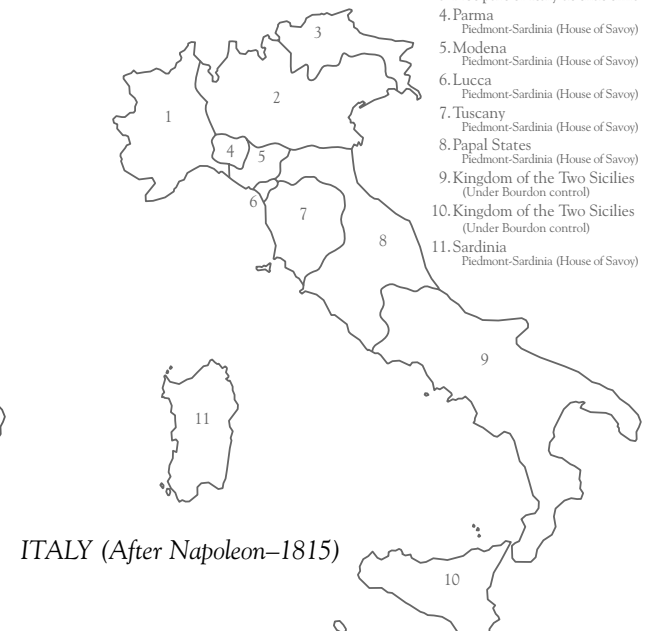 4. Parma
Piedmont-Sardinia (House of Savoy)
5. Modena
Piedmont-Sardinia (House of Savoy)
6. Lucca
Piedmont-Sardinia (House of Savoy)
7. Tuscany
Piedmont-Sardinia (House of Savoy)
8. Papal States
Piedmont-Sardinia (House of Savoy)
9. Kingdom of the Two Sicilies
(Under Bourdon control)
10. Kingdom of the Two Sicilies
(Under Bourdon control)
11. Sardinia
Piedmont-Sardinia (House of Savoy)
3
2
1
4
5
6
7
8
9
11
ITALY (After Napoleon–1815)
10